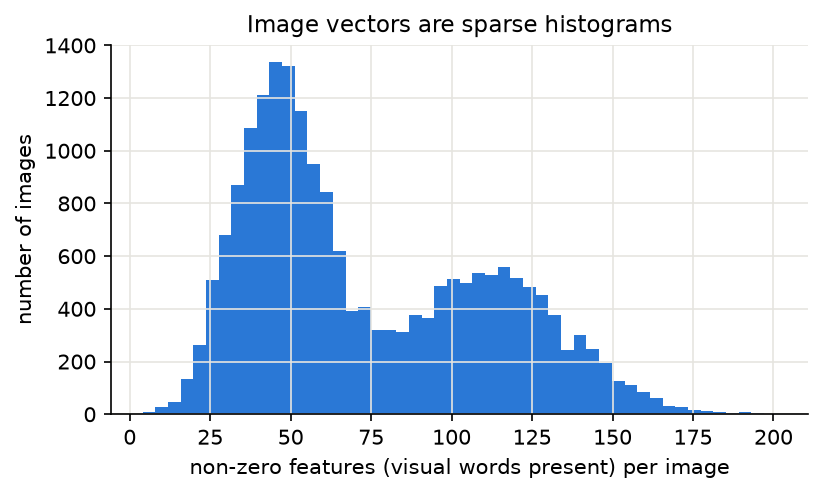 Image vectors are sparse histograms
number of images
1400
1200
1000
800
600
400
200
0
0 25 50 75 100 125 150 175 200
non-zero features (visual words present) per image